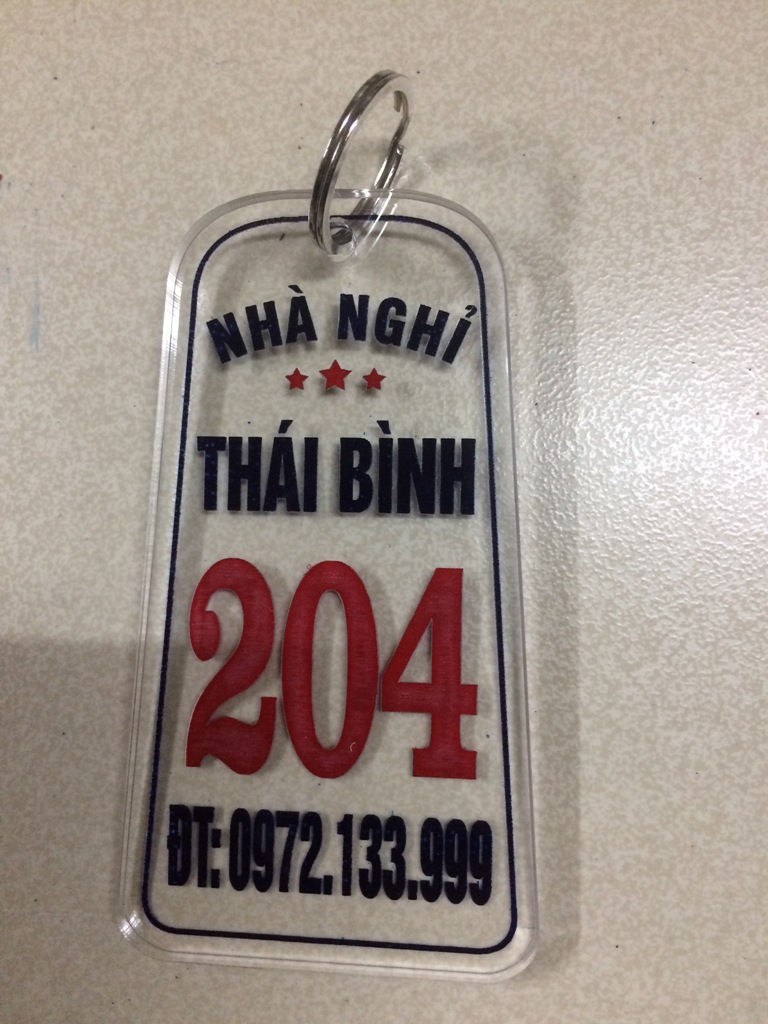 NHÀ NGHỈ
THÁI BÌNH
204
ĐT: 0972.133.999